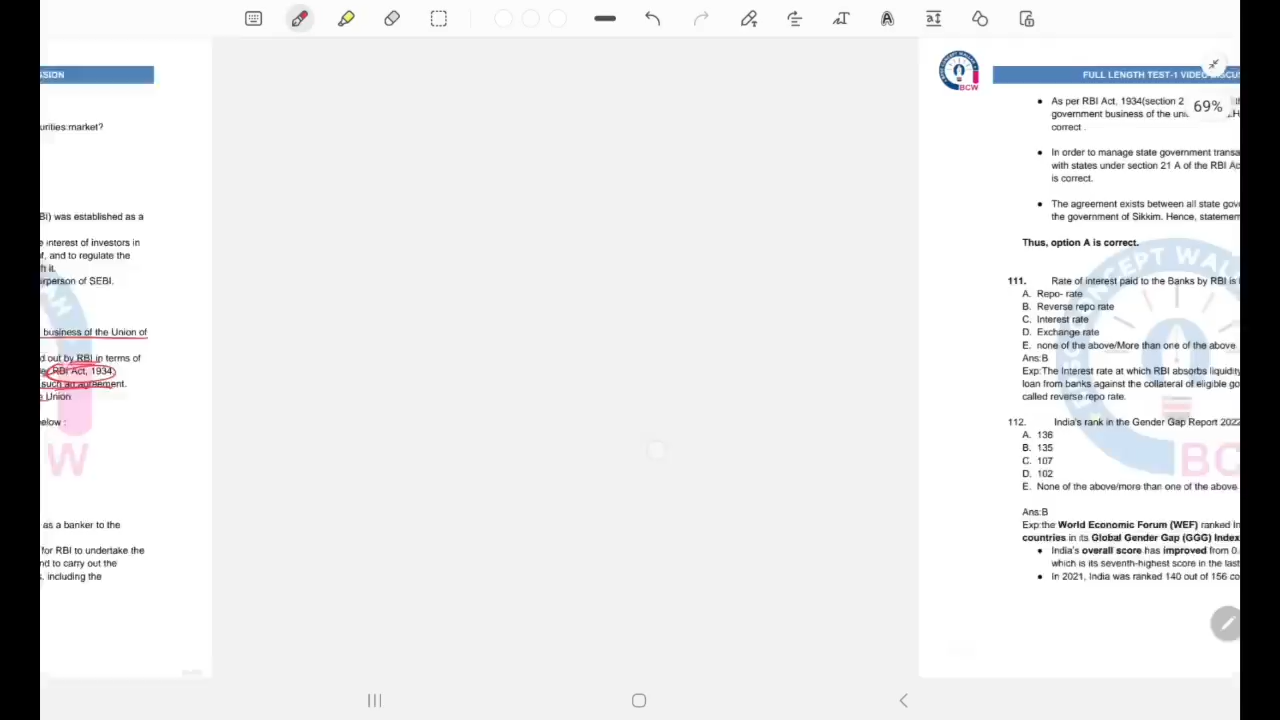 SION
urities market?
BI) was established as a
e interest of investors in
f, and to regulate the
h it.
irperson of SEBI.
business of the Union of
d out by RBI in terms of
RBI Act, 1934
such an agreement.
Union
elow :
W
as a banker to the
for RBI to undertake the
nd to carry out the
s, including the
BCW
FULL LENGTH TEST-1 VIDEO DISCUS
69%
As per RBI Act, 1934(section 2
government business of the uni
correct .
In order to manage state government transa
with states under section 21 A of the RBI Ac
is correct.
The agreement exists between all state gov
the government of Sikkim. Hence, statemen
Thus, option A is correct.
111. Rate of interest paid to the Banks by RBI is
A. Repo- rate
B. Reverse repo rate
C. Interest rate
D. Exchange rate
E. none of the above/More than one of the above
Ans:B
Exp:The Interest rate at which RBI absorbs liquidity
loan from banks against the collateral of eligible go
called reverse repo rate.
112. India's rank in the Gender Gap Report 2022
A. 136
B. 135
C. 107
D. 102
E. None of the above/more than one of the above
Ans:B
Exp:the World Economic Forum (WEF) ranked In
countries in its Global Gender Gap (GGG) Index
India's overall score has improved from 0.
which is its seventh-highest score in the last
In 2021, India was ranked 140 out of 156 co
CONCEPT WALL
BC